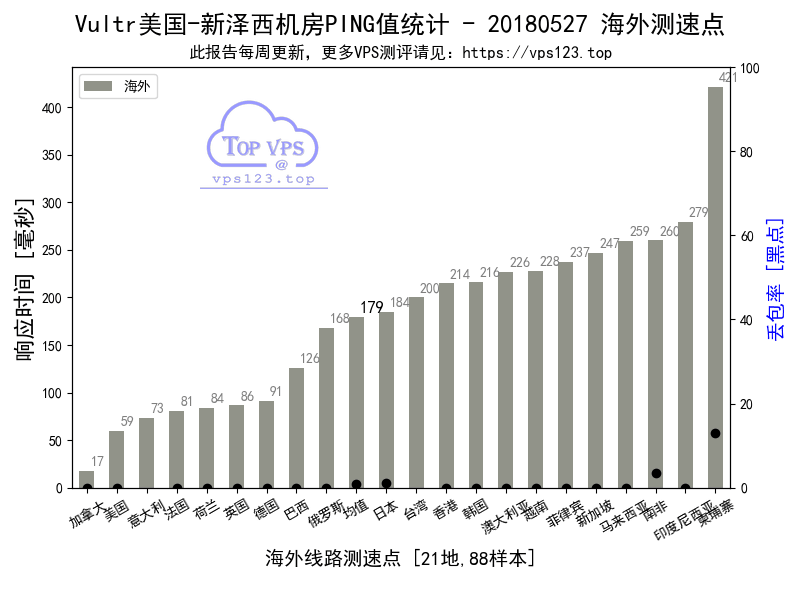 Vultr美国-新泽西机房PING值统计 - 20180527 海外测速点
此报告每周更新，更多VPS测评请见：https://vps123.top
海外
TOP VPS
@
vps123.top
响应时间 [毫秒]
400
350
300
250
200
150
100
50
0
17
59
73
81
84
86
91
126
168
179
184
200
214
216
226
228
237
247
259
260
279
421
100
80
60
40
20
0
丢包率 [黑点]
加拿大
美国
意大利
法国
荷兰
英国
德国
巴西
俄罗斯
均值
日本
台湾
香港
韩国
澳大利亚
越南
菲律宾
新加坡
马来西亚
南非
印度尼西亚
柬埔寨
海外线路测速点 [21地,88样本]